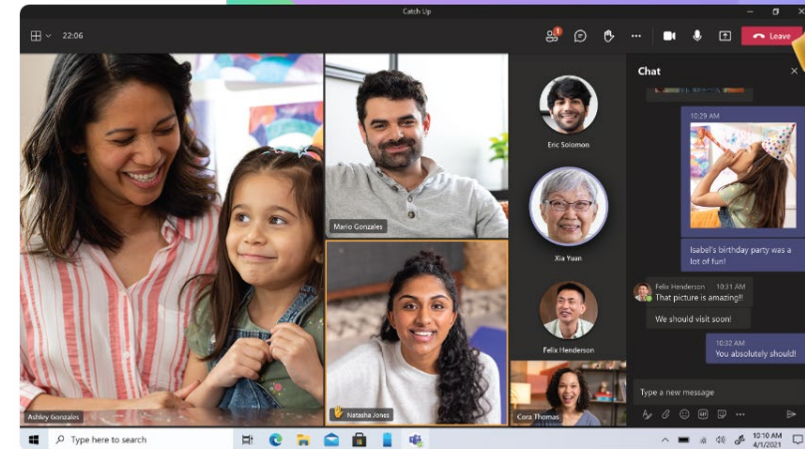 Catch Up
22:06
1
Leave
Chat
10:29 AM
Eric Solomon
Mario Gonzales
Isabel's birthday party was a
lot of fun!
Xia Yuan
Felix Henderson 10:31 AM
That picture is amazing!!
We should visit soon!
10:32 AM
You absolutely should!
Felix Henderson
Type a new message
Ashley Gonzales
Natasha Jones
Cora Thomas
GIF
Type here to search
10:10 AM
4/1/2021